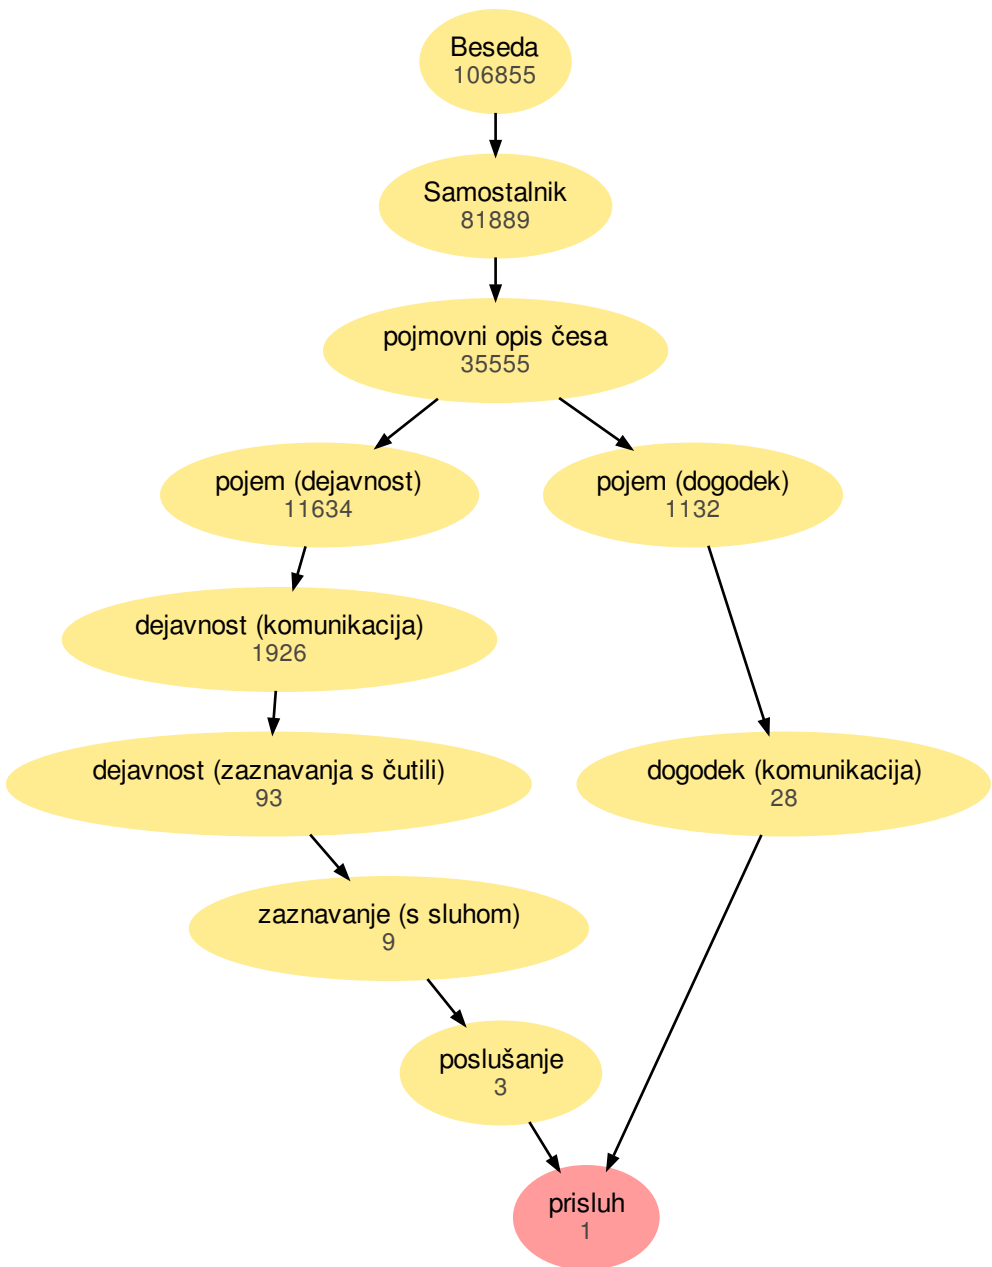 Beseda
106855
Samostalnik
81889
pojmovni opis česa
35555
pojem (dejavnost)
11634
pojem (dogodek)
1132
dejavnost (komunikacija)
1926
dejavnost (zaznavanja s čutili)
93
dogodek (komunikacija)
28
zaznavanje (s sluhom)
9
poslušanje
3
prisluh
1